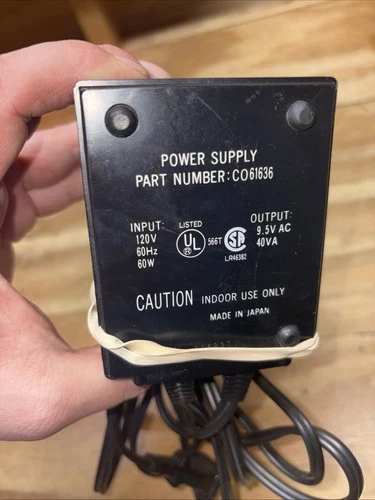 POWER SUPPLY
PART NUMBER: CO61636
INPUT:
120V
60Hz
60W
LISTED
UL
®
566T
SA
LR46382
OUTPUT:
9.5V AC
40VA
CAUTION INDOOR USE ONLY
MADE IN JAPAN